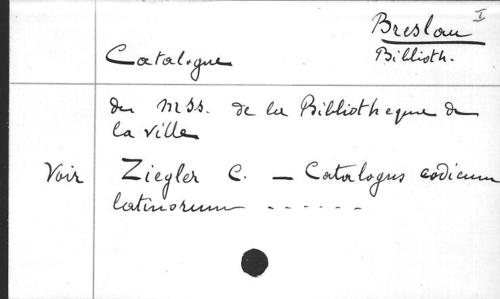 Breslau I
Biblioth.
Catalogue
des mss. de la Bibliothèque de
la ville
Voir Ziegler C. — Catalogus codicum
latinorum - - - - - -